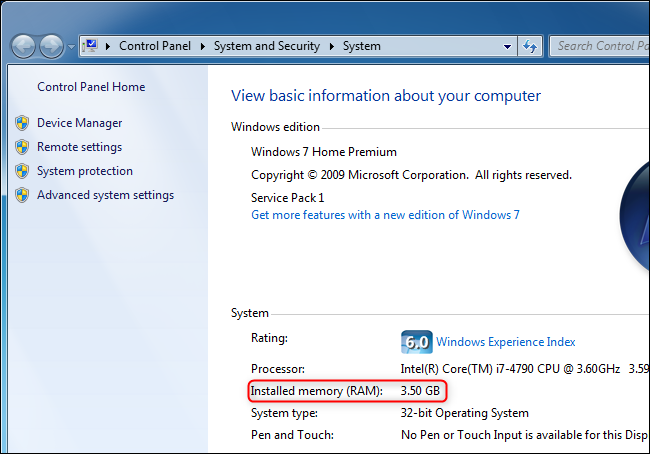 Control Panel System and Security System Search Control Pa
Control Panel Home
Device Manager
Remote settings
System protection
Advanced system settings
View basic information about your computer
Windows edition
Windows 7 Home Premium
Copyright © 2009 Microsoft Corporation. All rights reserved.
Service Pack 1
Get more features with a new edition of Windows 7
System
Rating: 6.0 Windows Experience Index
Processor: Intel(R) Core(TM) i7-4790 CPU @ 3.60GHz 3.59
Installed memory (RAM): 3.50 GB
System type: 32-bit Operating System
Pen and Touch: No Pen or Touch Input is available for this Disp